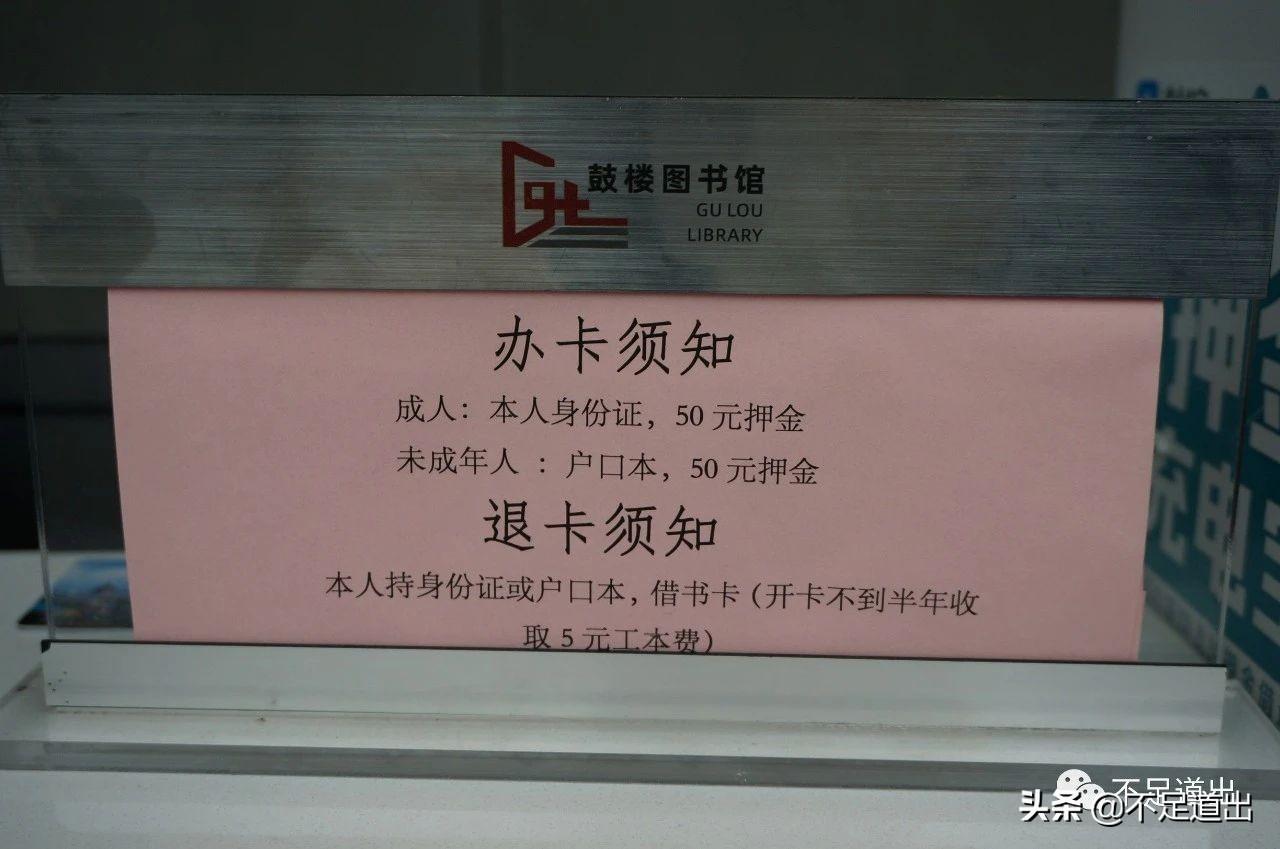 鼓楼图书馆
GU LOU
LIBRARY
办卡须知
成人：本人身份证，50 元押金
未成年人 ：户口本，50 元押金
退卡须知
本人持身份证或户口本，借书卡（开卡不到半年收
取 5 元工本费）
押
充电
不足道出
头条 @不足道出